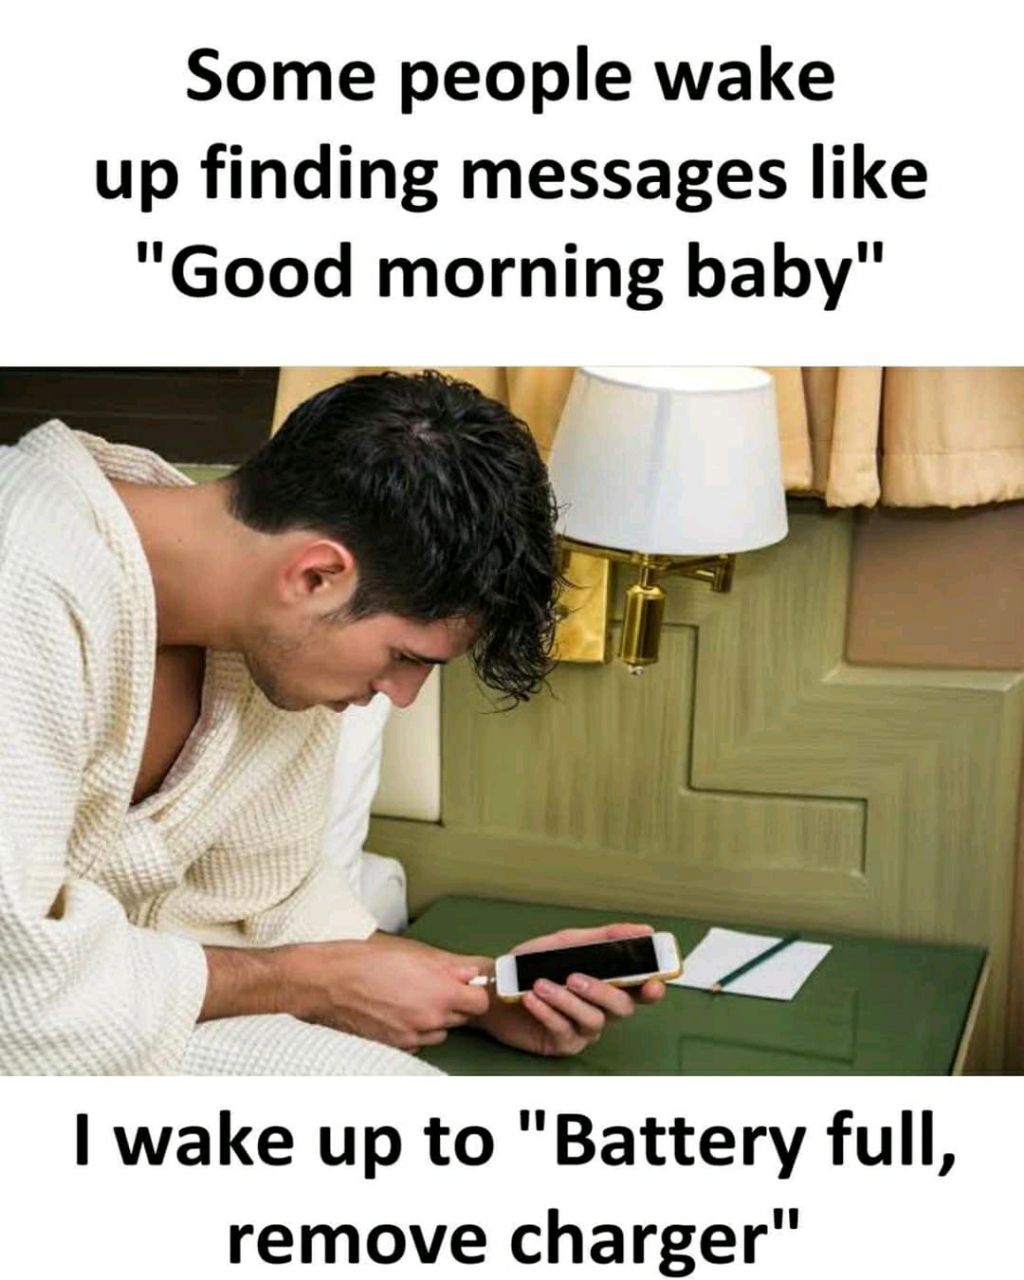 Some people wake
up finding messages like
"Good morning baby"
I wake up to "Battery full,
remove charger"